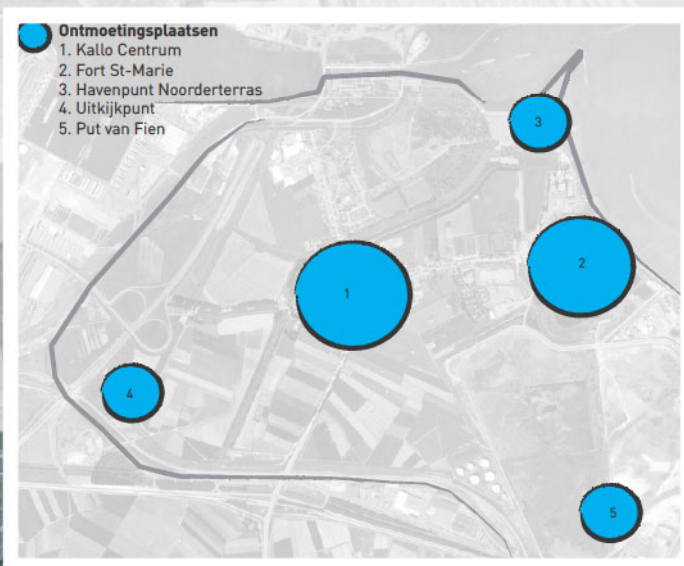 Ontmoetingsplaatsen
1. Kallo Centrum
2. Fort St-Marie
3. Havenpunt Noorderterras
4. Uitkijkpunt
5. Put van Fien
3
2
1
4
5